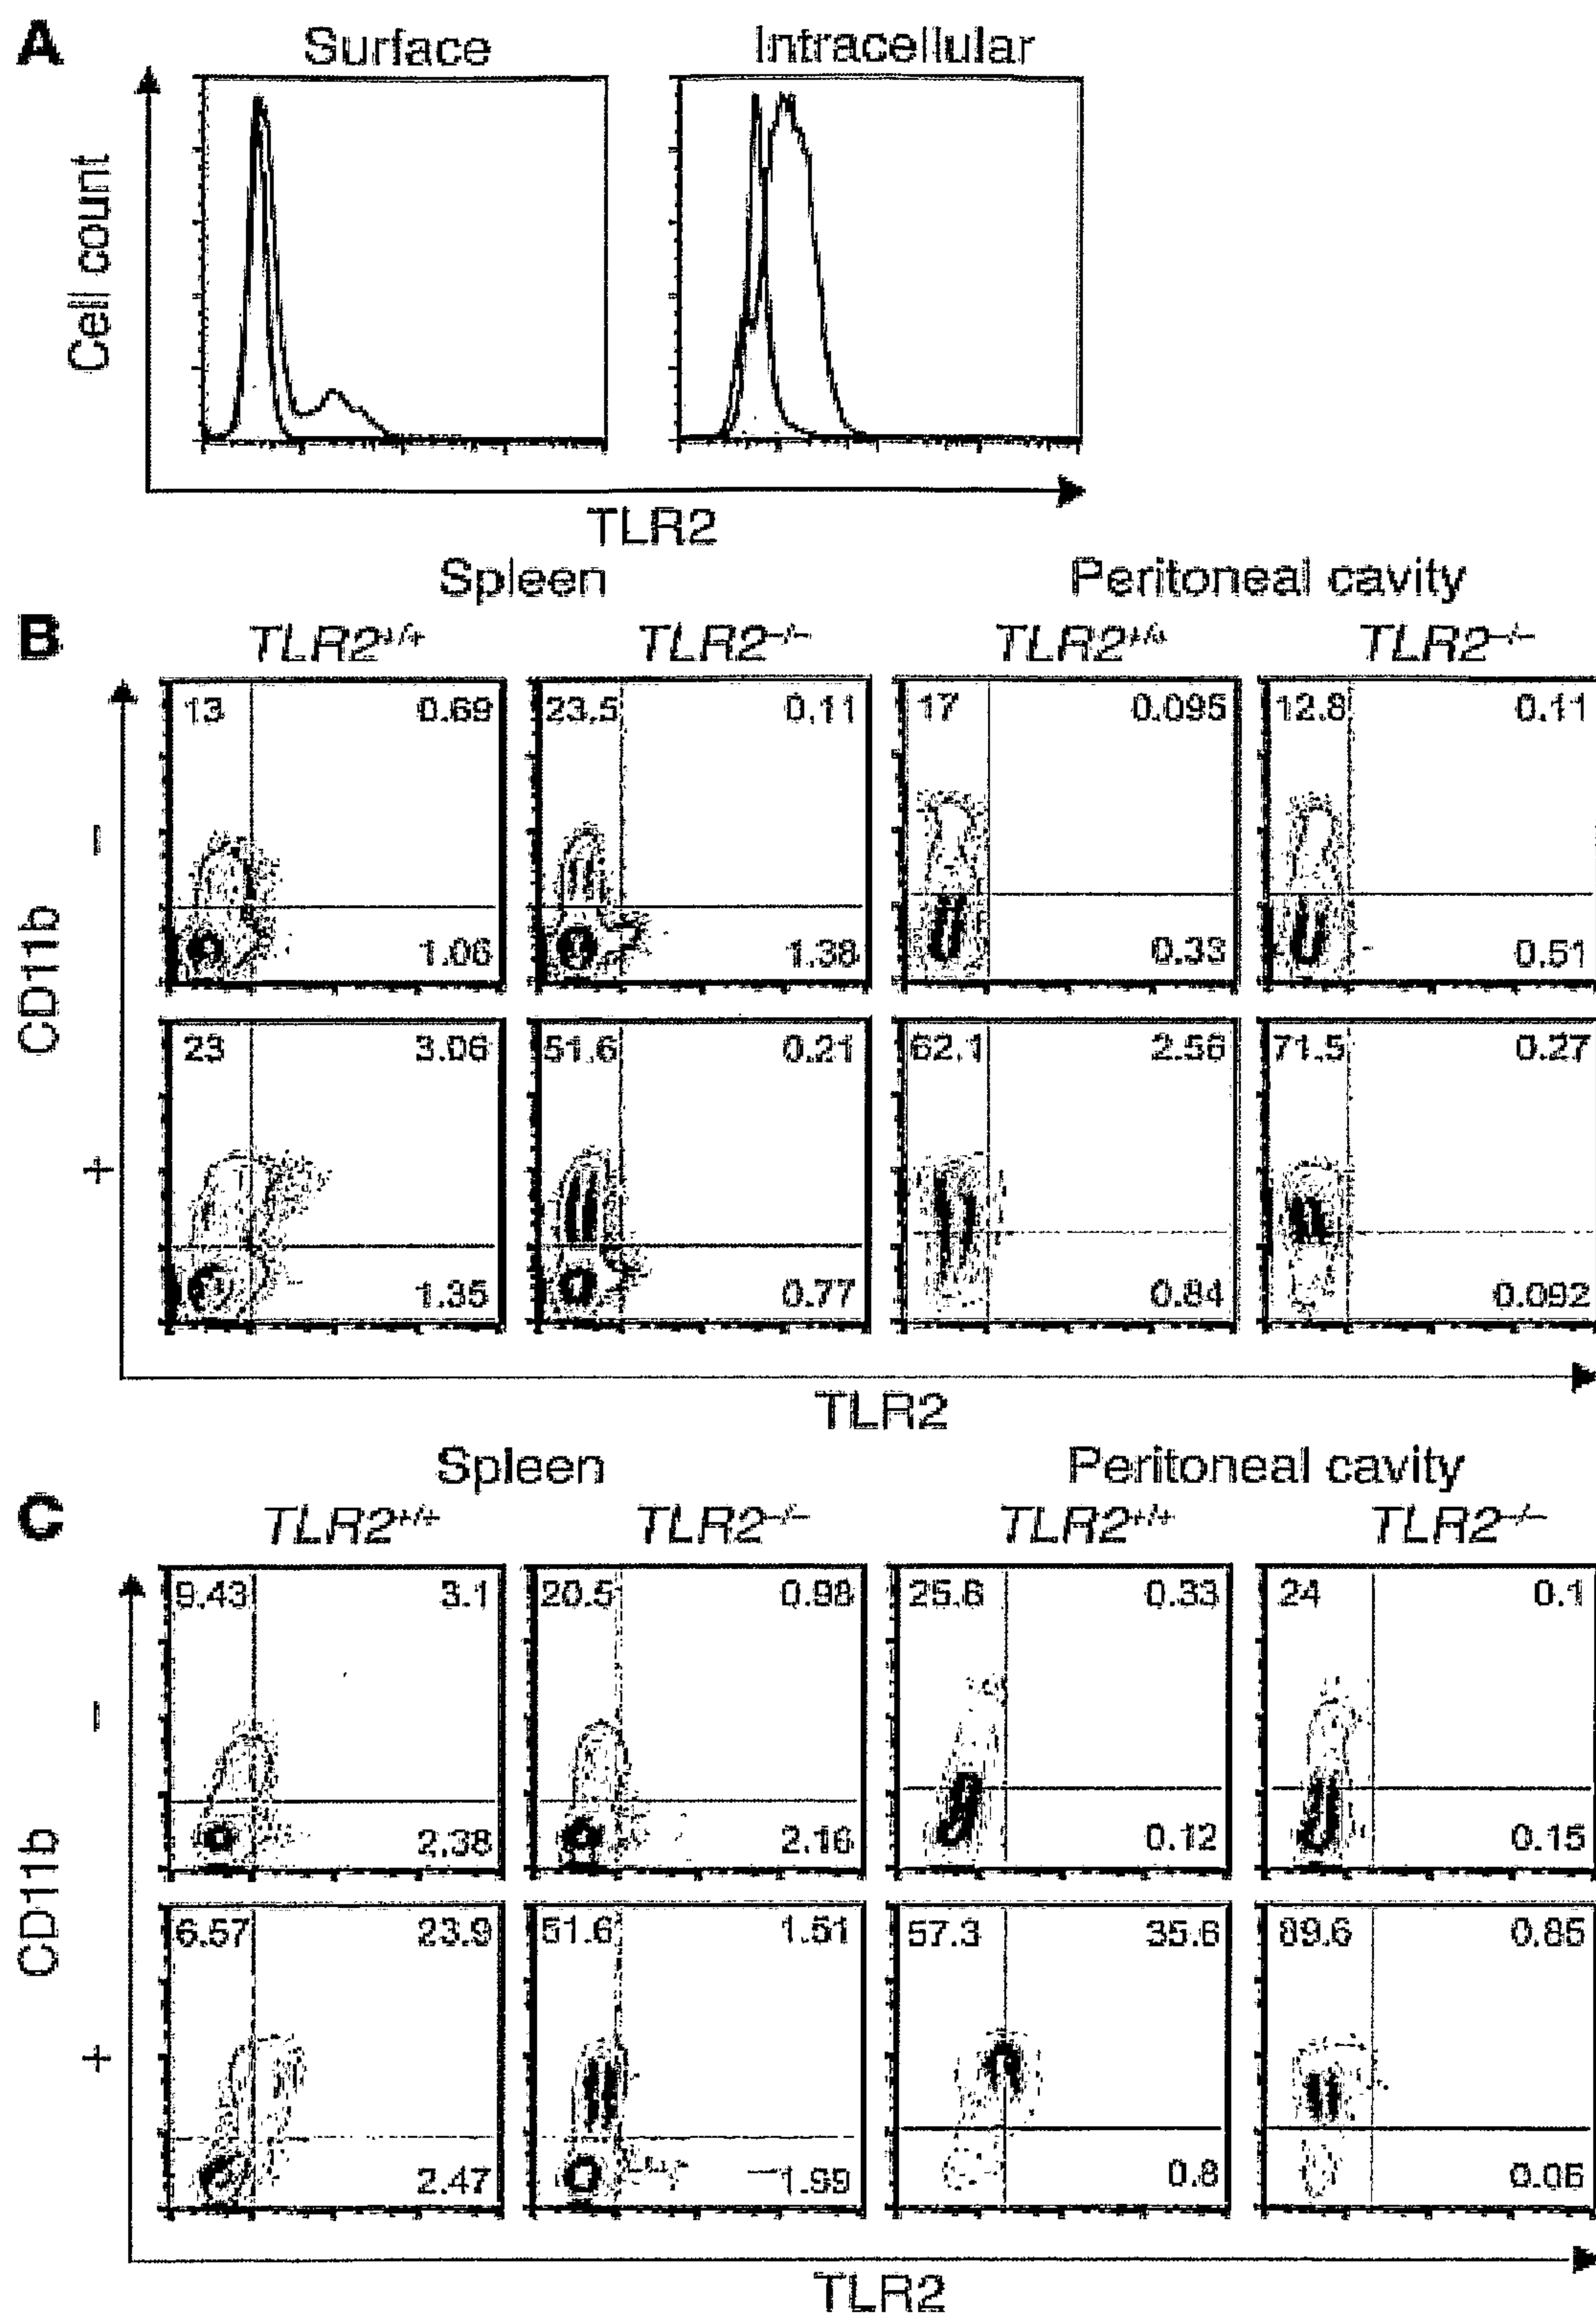 A
Surface Intracellular
Cell count
TLR2
Spleen Peritoneal cavity
B
TLR2+/+ TLR2−/− TLR2+/+ TLR2−/−
13 0.69 23.5 0.11 17 0.095 12.8 0.11
−
1.06 1.38 0.33 0.51
CD11b
23 3.06 51.6 0.21 62.1 2.56 71.5 0.27
+
1.35 0.77 0.84 0.092
TLR2
Spleen Peritoneal cavity
C
TLR2+/+ TLR2−/− TLR2+/+ TLR2−/−
9.43 3.1 20.5 0.98 25.6 0.33 24 0.1
−
2.38 2.16 0.12 0.15
CD11b
6.57 23.9 51.6 1.51 57.3 35.6 89.6 0.85
+
2.47 1.99 0.8 0.06
TLR2